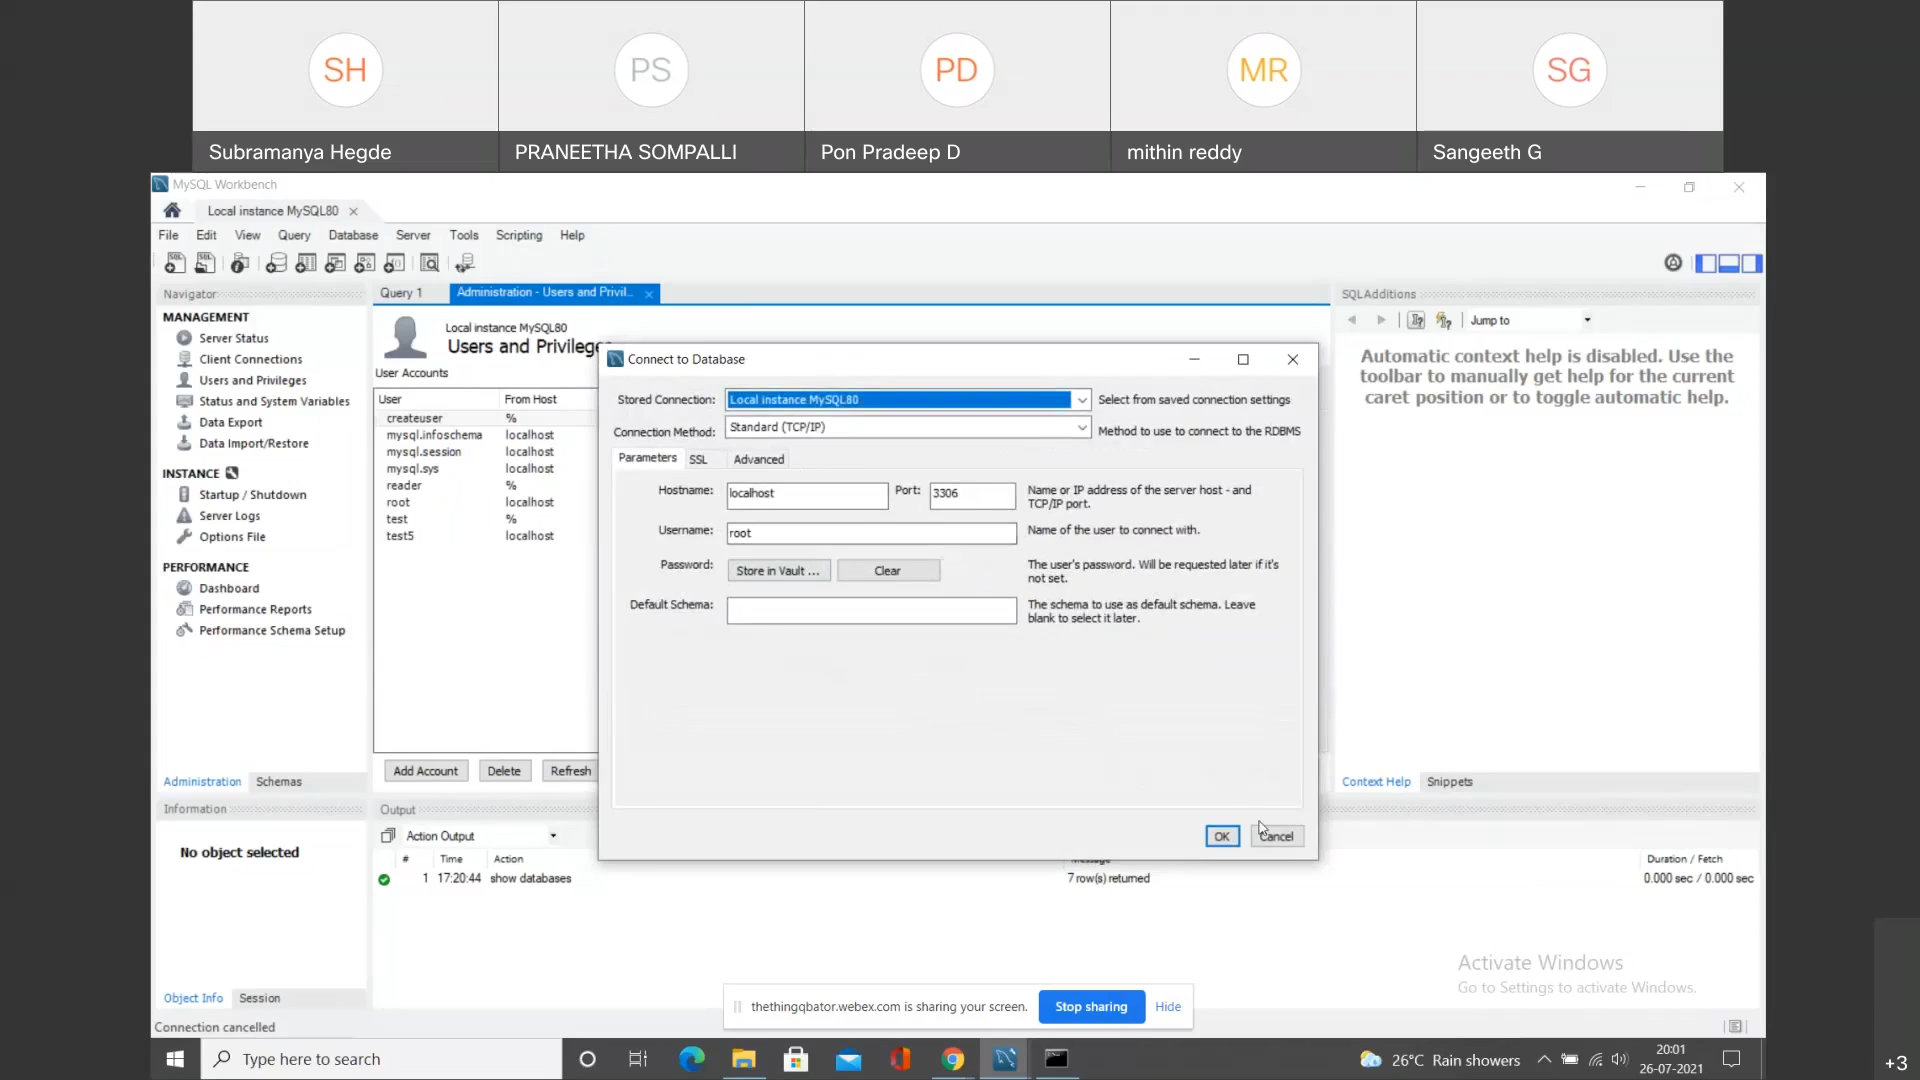 SH
PS
PD
MR
SG
Subramanya Hegde
PRANEETHA SOMPALLI
Pon Pradeep D
mithin reddy
Sangeeth G
MySQL Workbench
Local instance MySQL80
File Edit View Query Database Server Tools Scripting Help
Navigator
MANAGEMENT
Server Status
Client Connections
Users and Privileges
Status and System Variables
Data Export
Data Import/Restore
INSTANCE
Startup / Shutdown
Server Logs
Options File
PERFORMANCE
Dashboard
Performance Reports
Performance Schema Setup
Administration Schemas
Information
No object selected
Object Info Session
Connection cancelled
Query 1
Administration - Users and Privil..
Local instance MySQL80
Users and Privileges
User Accounts
User From Host
createuser %
mysql.infoschema localhost
mysql.session localhost
mysql.sys localhost
reader %
root localhost
test %
test5 localhost
Add Account Delete Refresh
Connect to Database
Stored Connection: Local instance MySQL80 Select from saved connection settings
Connection Method: Standard (TCP/IP) Method to use to connect to the RDBMS
Parameters SSL Advanced
Hostname: localhost Port: 3306 Name or IP address of the server host - and
TCP/IP port.
Username: root Name of the user to connect with.
Password: Store in Vault ... Clear The user's password. Will be requested later if it's
not set.
Default Schema: The schema to use as default schema. Leave
blank to select it later.
OK Cancel
SQLAdditions
Jump to
Automatic context help is disabled. Use the
toolbar to manually get help for the current
caret position or to toggle automatic help.
Context Help Snippets
Output
Action Output
# Time Action Message Duration / Fetch
1 17:20:44 show databases 7 row(s) returned 0.000 sec / 0.000 sec
Activate Windows
Go to Settings to activate Windows.
thethingqbator.webex.com is sharing your screen. Stop sharing Hide
Type here to search
26°C Rain showers
20:01
26-07-2021
+3